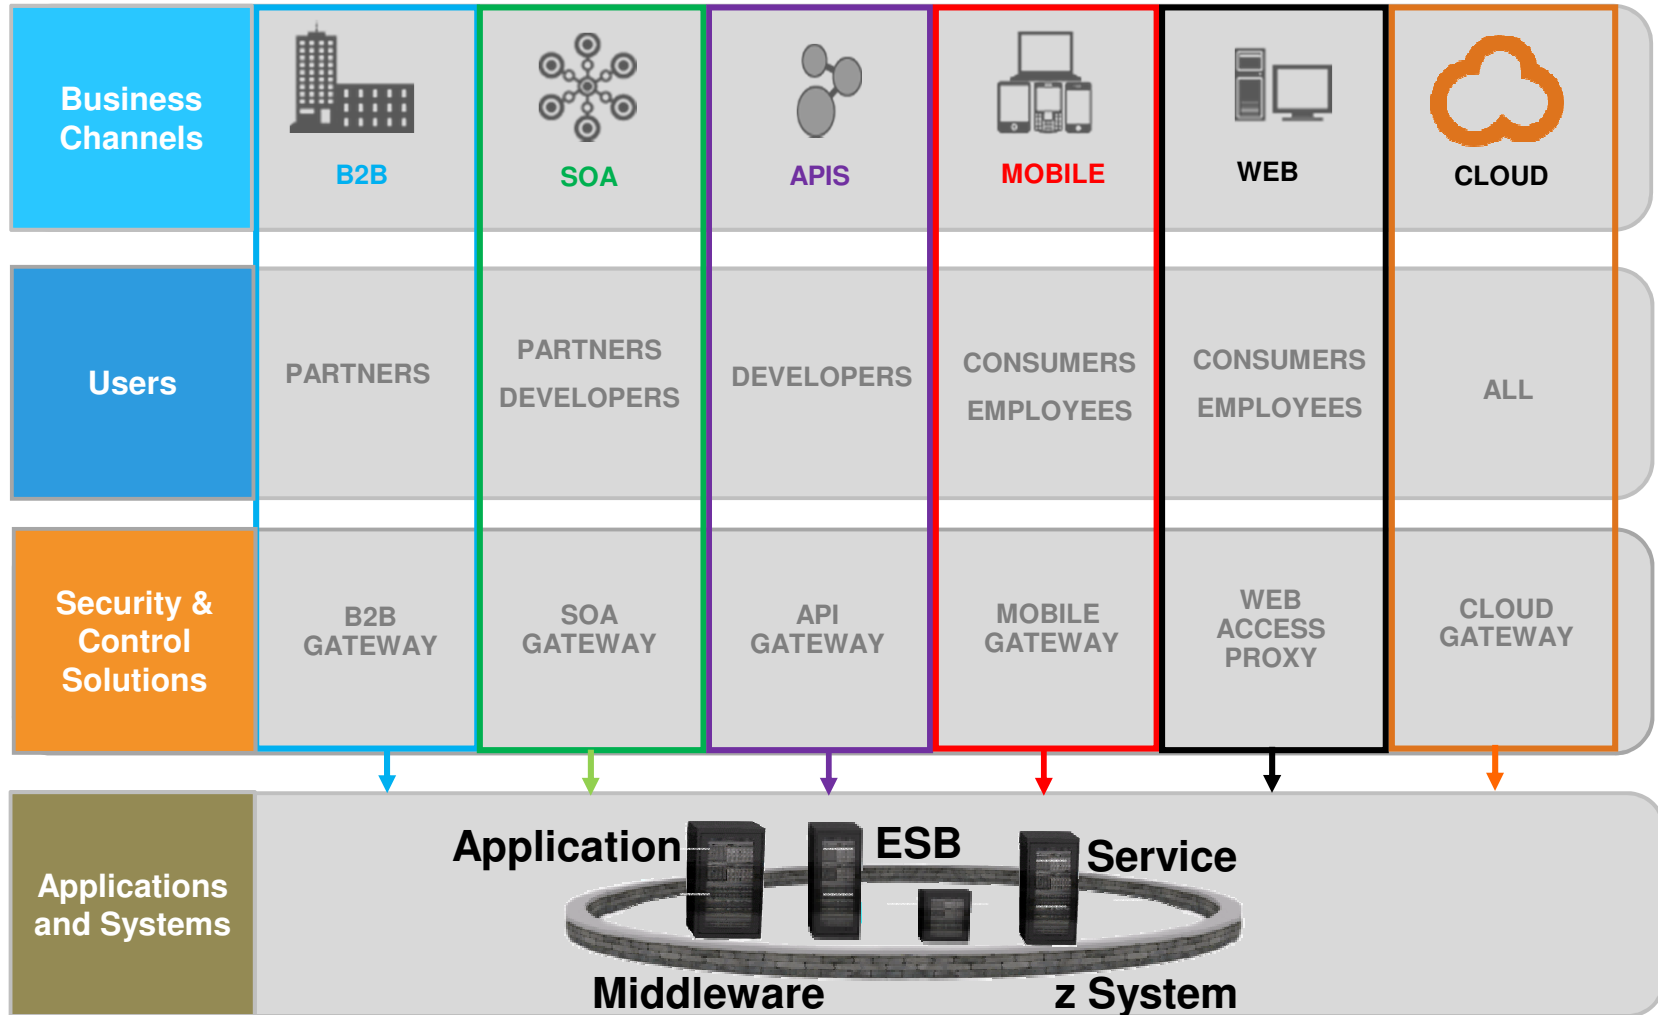 Business
Channels
B2B
SOA
APIS
MOBILE
WEB
CLOUD
Users
PARTNERS
PARTNERS
DEVELOPERS
DEVELOPERS
CONSUMERS
EMPLOYEES
CONSUMERS
EMPLOYEES
ALL
Security &
Control
Solutions
B2B
GATEWAY
SOA
GATEWAY
API
GATEWAY
MOBILE
GATEWAY
WEB
ACCESS
PROXY
CLOUD
GATEWAY
Applications
and Systems
Application
ESB
Service
Middleware
z System